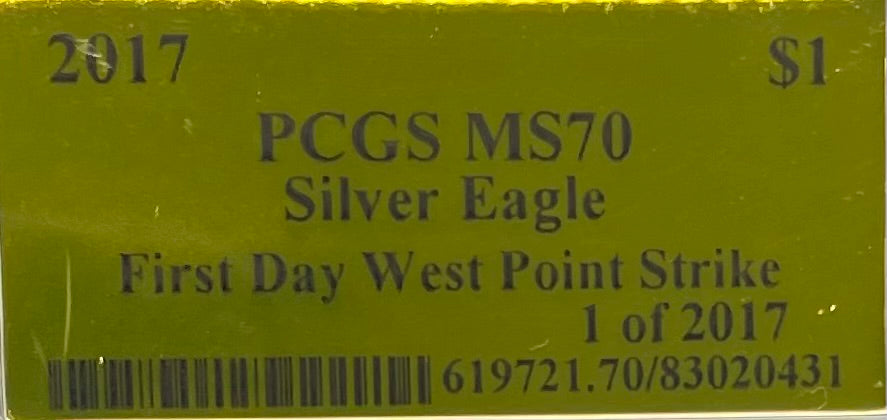 2017 $1
PCGS MS70
Silver Eagle
First Day West Point Strike
1 of 2017
619721.70/83020431